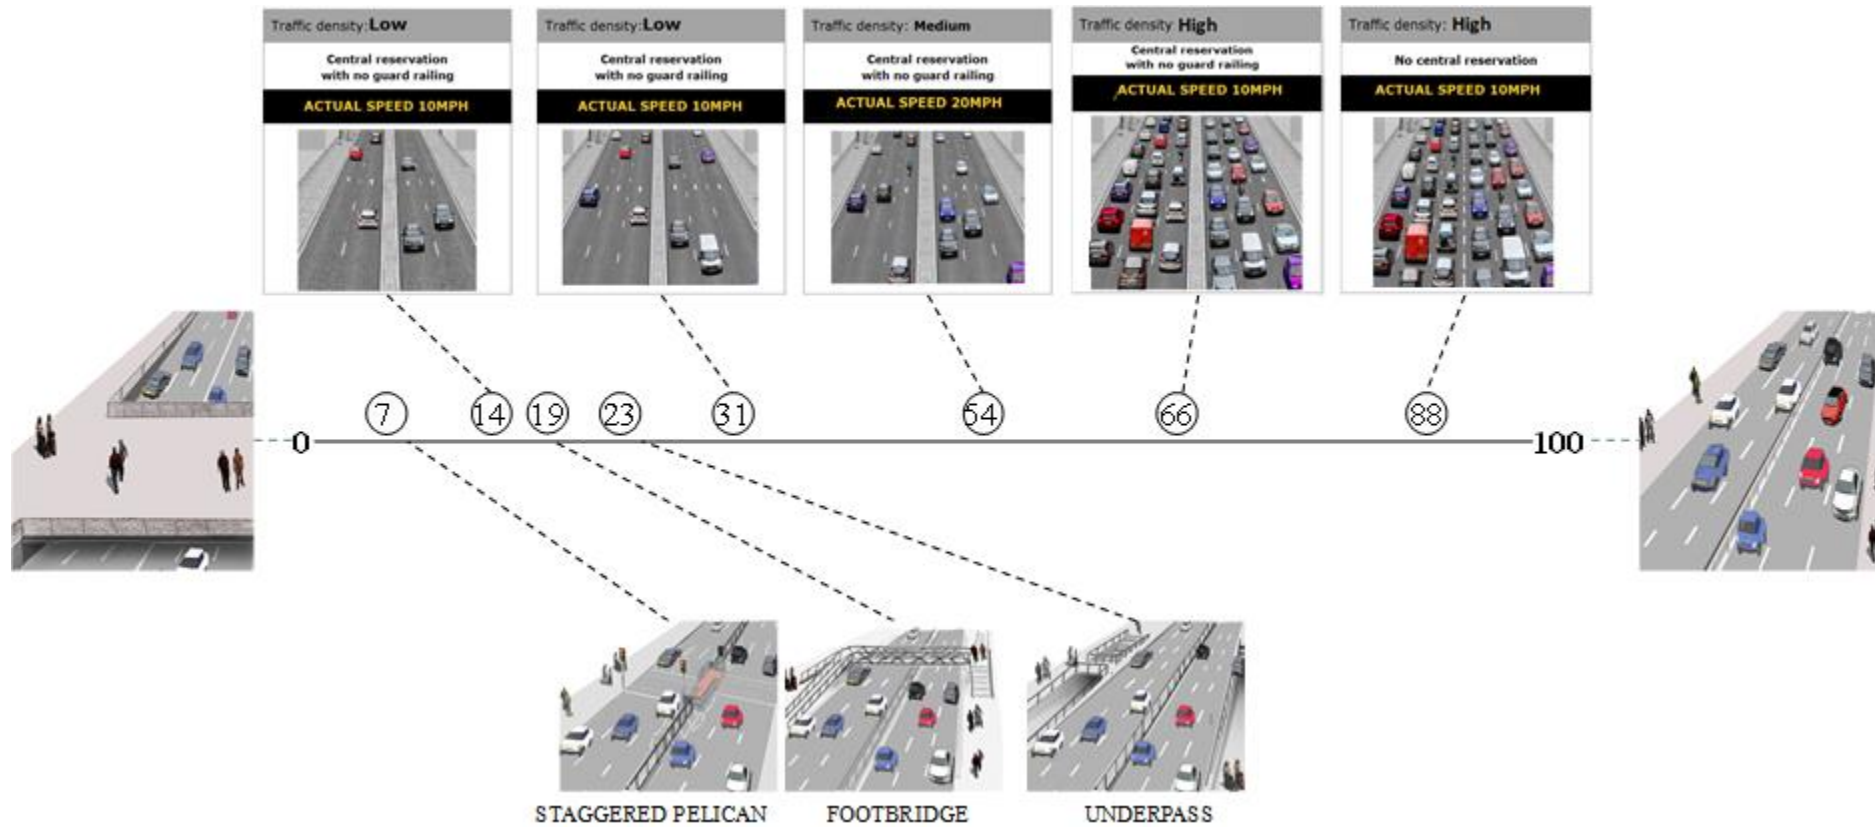 Traffic density:Low
Central reservation
with no guard railing
ACTUAL SPEED 10MPH
Traffic density:Low
Central reservation
with no guard railing
ACTUAL SPEED 10MPH
Traffic density: Medium
Central reservation
with no guard railing
ACTUAL SPEED 20MPH
Traffic density High
Central reservation
with no guard railing
ACTUAL SPEED 10MPH
Traffic density: High
No central reservation
ACTUAL SPEED 10MPH
7
14
19
23
31
54
66
88
0
100
STAGGERED PELICAN
FOOTBRIDGE
UNDERPASS